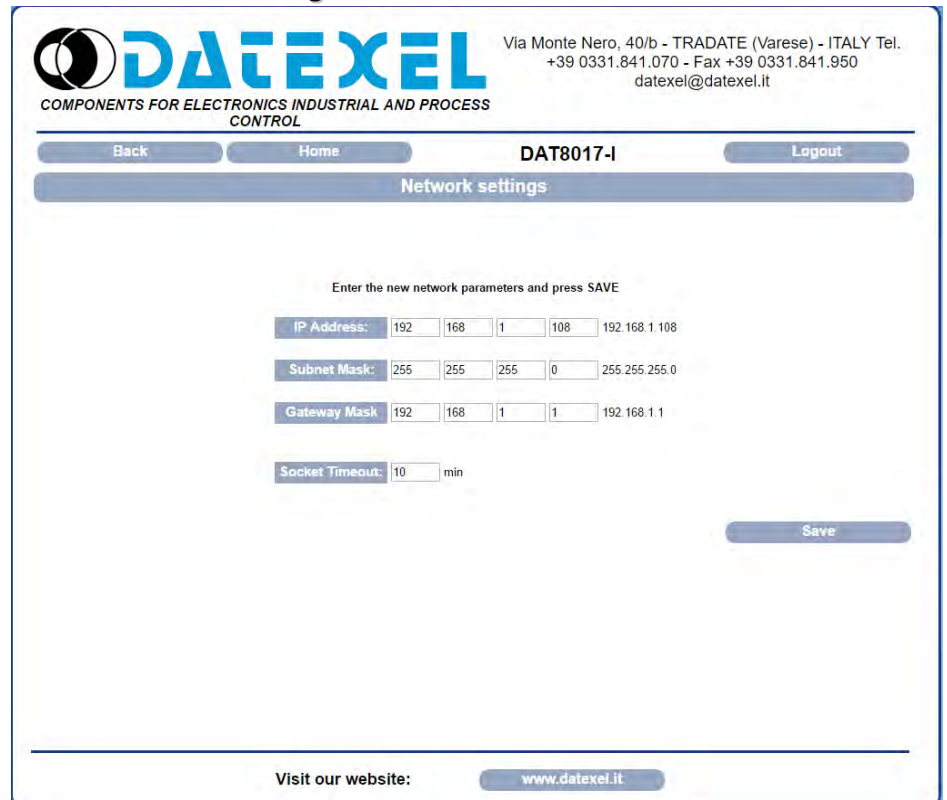 DATEXEL
COMPONENTS FOR ELECTRONICS INDUSTRIAL AND PROCESS
CONTROL
Via Monte Nero, 40/b - TRADATE (Varese) - ITALY Tel.
+39 0331.841.070 - Fax +39 0331.841.950
datexel@datexel.it
Back Home DAT8017-I Logout
Network settings
Enter the new network parameters and press SAVE
IP Address: 192 168 1 108 192.168.1.108
Subnet Mask: 255 255 255 0 255.255.255.0
Gateway Mask 192 168 1 1 192.168.1.1
Socket Timeout: 10 min
Save
Visit our website: www.datexel.it